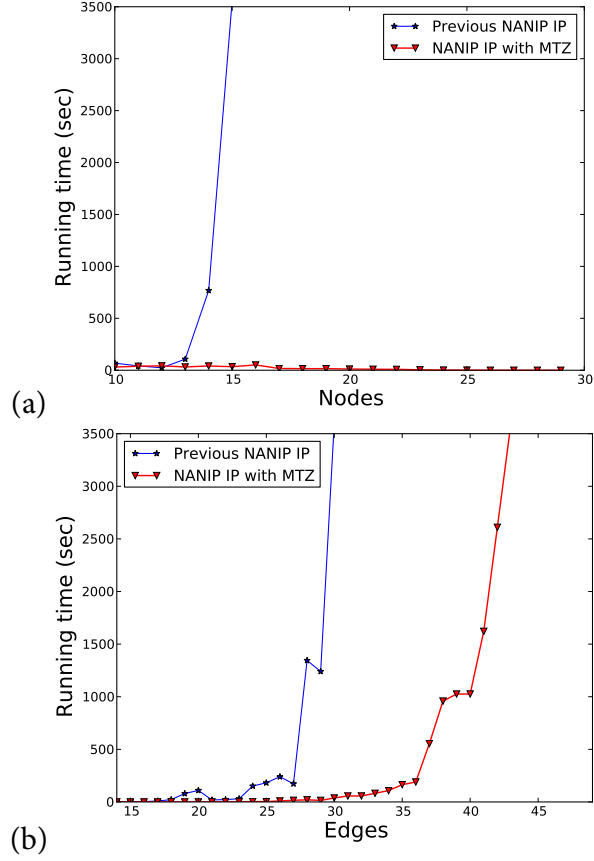 3500
3000
2500
2000
1500
1000
500
0
Running time (sec)
Previous NANIP IP
NANIP IP with MTZ
10 15 20 25 30
Nodes
(a)
3500
3000
2500
2000
1500
1000
500
0
Running time (sec)
Previous NANIP IP
NANIP IP with MTZ
15 20 25 30 35 40 45
Edges
(b)